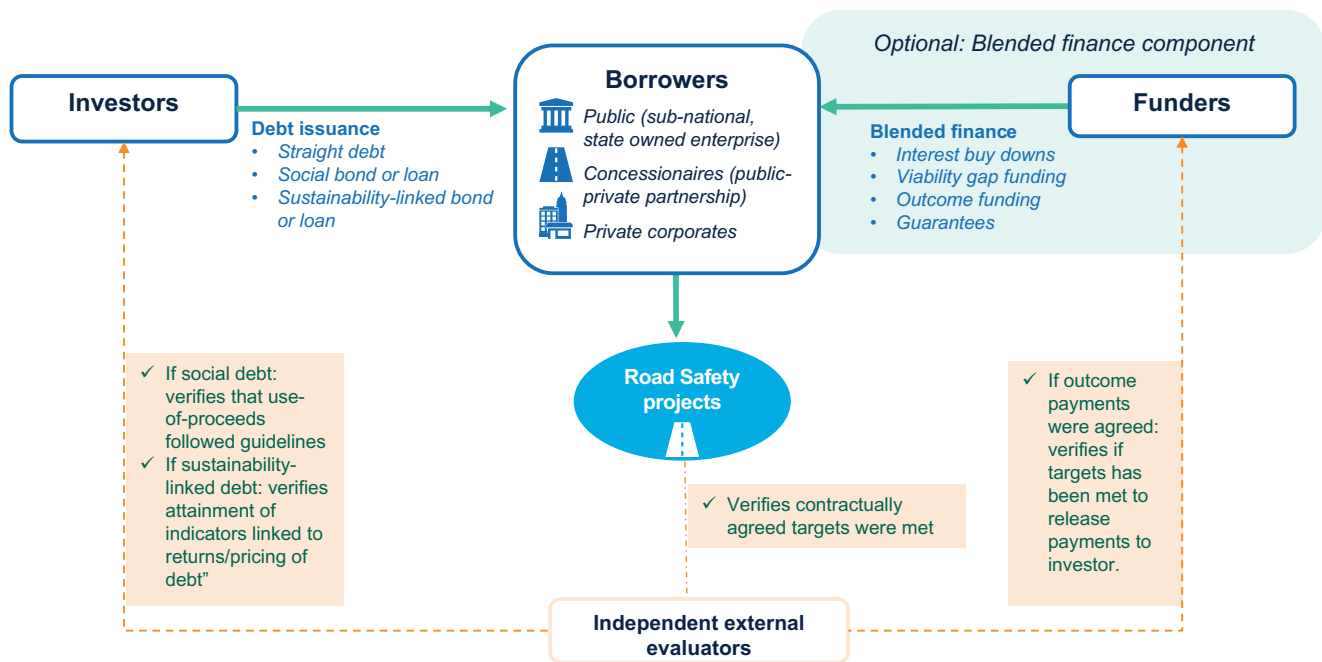 Optional: Blended finance component
Investors
Debt issuance
• Straight debt
• Social bond or loan
• Sustainability-linked bond
or loan
Borrowers
Public (sub-national,
state owned enterprise)
Concessionaires (public-
private partnership)
Private corporates
Funders
Blended finance
• Interest buy downs
• Viability gap funding
• Outcome funding
• Guarantees
Road Safety
projects
✓ If social debt:
verifies that use-
of-proceeds
followed guidelines
✓ If sustainability-
linked debt: verifies
attainment of
indicators linked to
returns/pricing of
debt”
✓ Verifies contractually
agreed targets were met
✓ If outcome
payments
were agreed:
verifies if
targets has
been met to
release
payments to
investor.
Independent external
evaluators